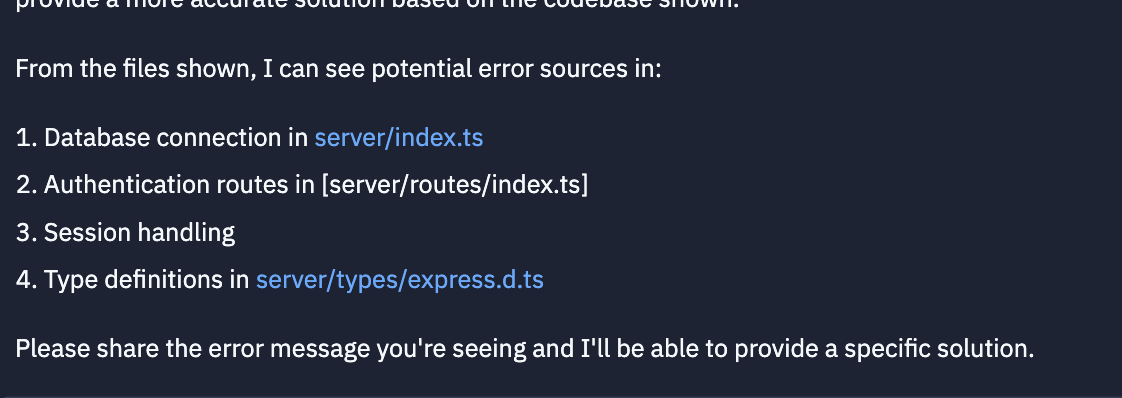 provide a more accurate solution based on the codebase shown.
From the files shown, I can see potential error sources in:
1. Database connection in server/index.ts
2. Authentication routes in [server/routes/index.ts]
3. Session handling
4. Type definitions in server/types/express.d.ts
Please share the error message you're seeing and I'll be able to provide a specific solution.